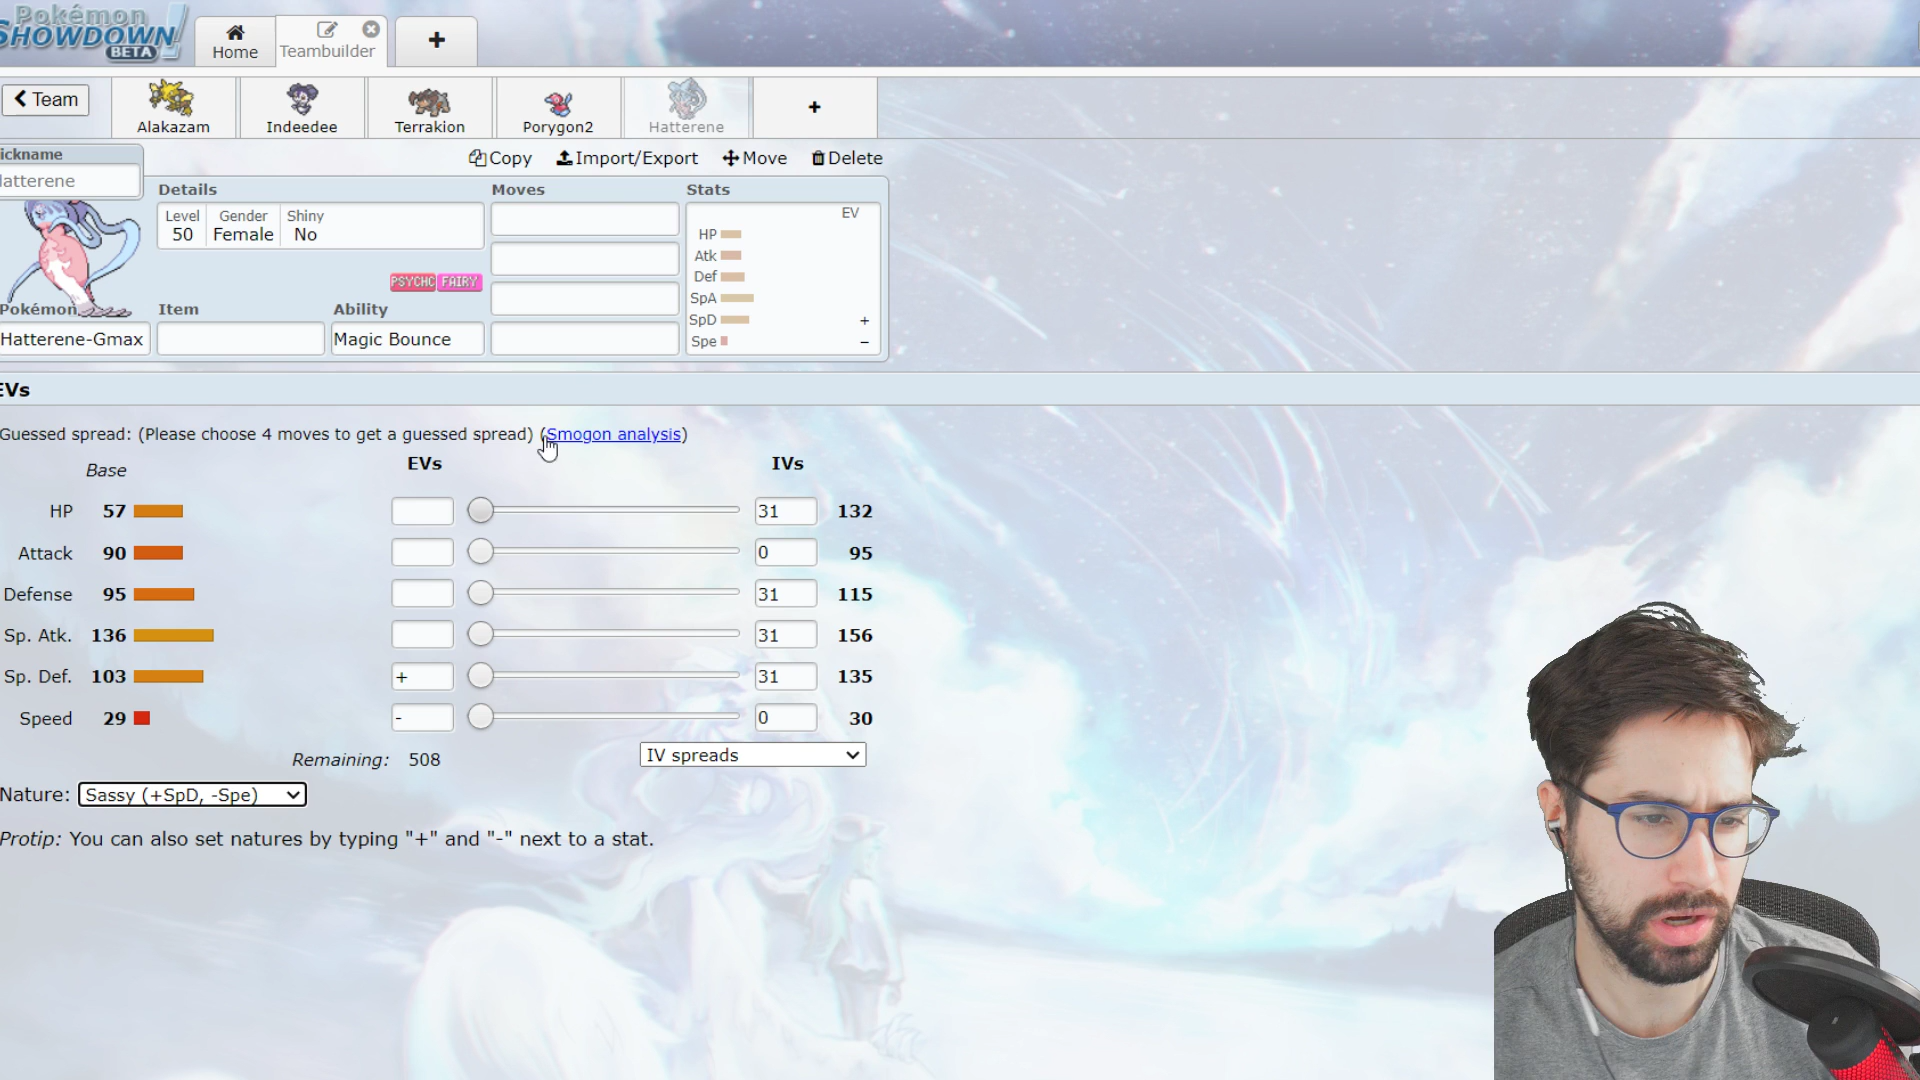 Pokémon
SHOWDOWN!
BETA
Home
Teambuilder
+
Team
Alakazam
Indeedee
Terrakion
Porygon2
Hatterene
+
ickname
Copy
Import/Export
Move
Delete
atterene
Details
Moves
Stats
Level
Gender
Shiny
50
Female
No
EV
HP
Atk
Def
SpA
SpD +
Spe −
PSYCHC FAIRY
Pokémon
Item
Ability
Hatterene-Gmax
Magic Bounce
EVs
Guessed spread: (Please choose 4 moves to get a guessed spread) (Smogon analysis)
Base
EVs
IVs
HP 57 31 132
Attack 90 0 95
Defense 95 31 115
Sp. Atk. 136 31 156
Sp. Def. 103 + 31 135
Speed 29 - 0 30
Remaining: 508
IV spreads
Nature: Sassy (+SpD, -Spe)
Protip: You can also set natures by typing "+" and "-" next to a stat.